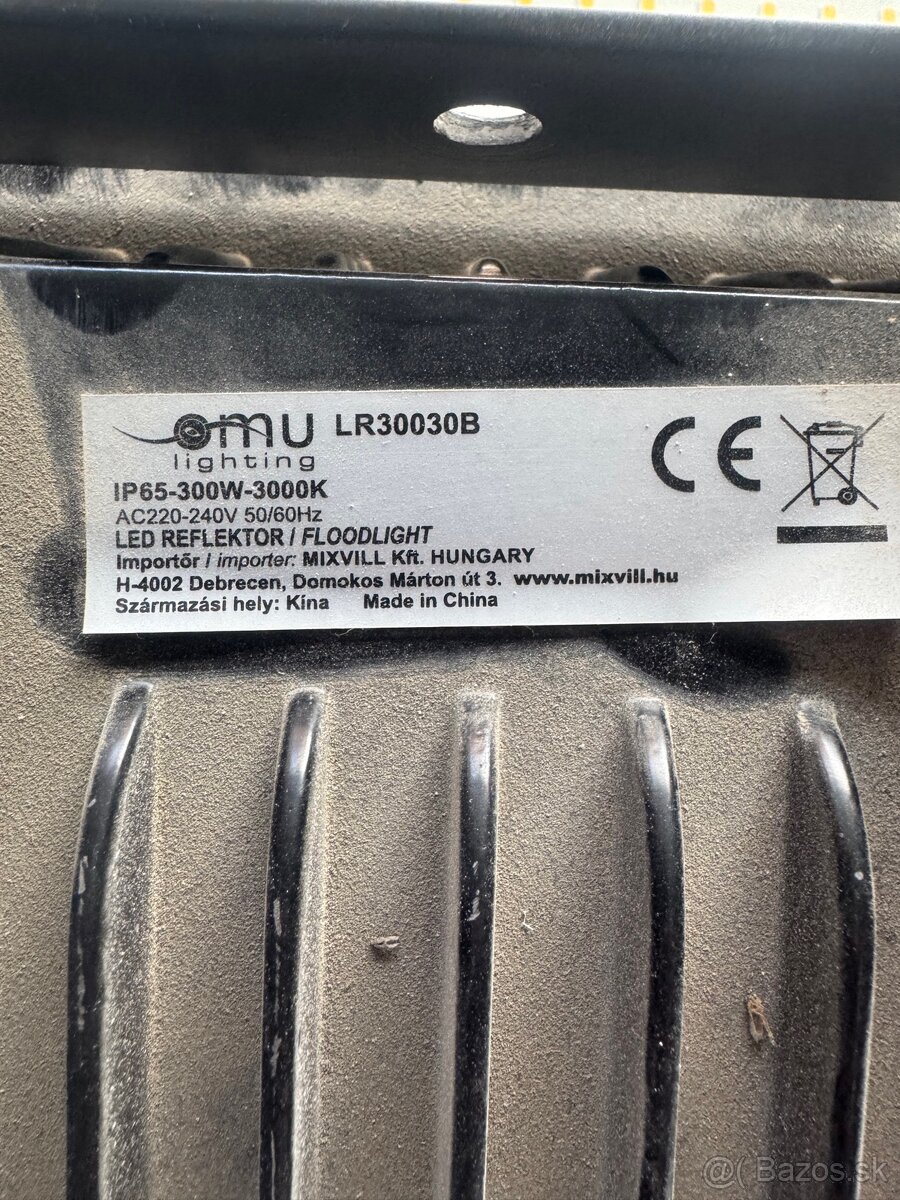 omu LR30030B
lighting
IP65-300W-3000K
AC220-240V 50/60Hz
LED REFLEKTOR / FLOODLIGHT
Importőr / importer: MIXVILL Kft. HUNGARY
H-4002 Debrecen, Domokos Márton út 3. www.mixvill.hu
Származási hely: Kína Made in China
CE
@( Bazos.sk